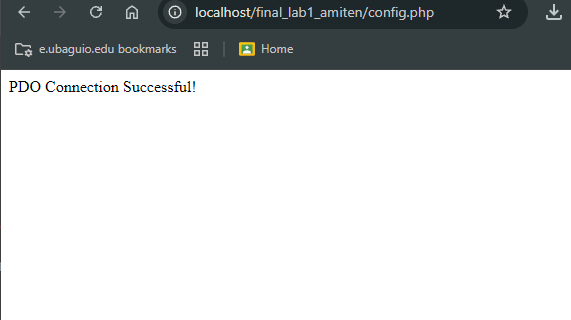 localhost/final_lab1_amiten/config.php
e.ubaguio.edu bookmarks Home
PDO Connection Successful!